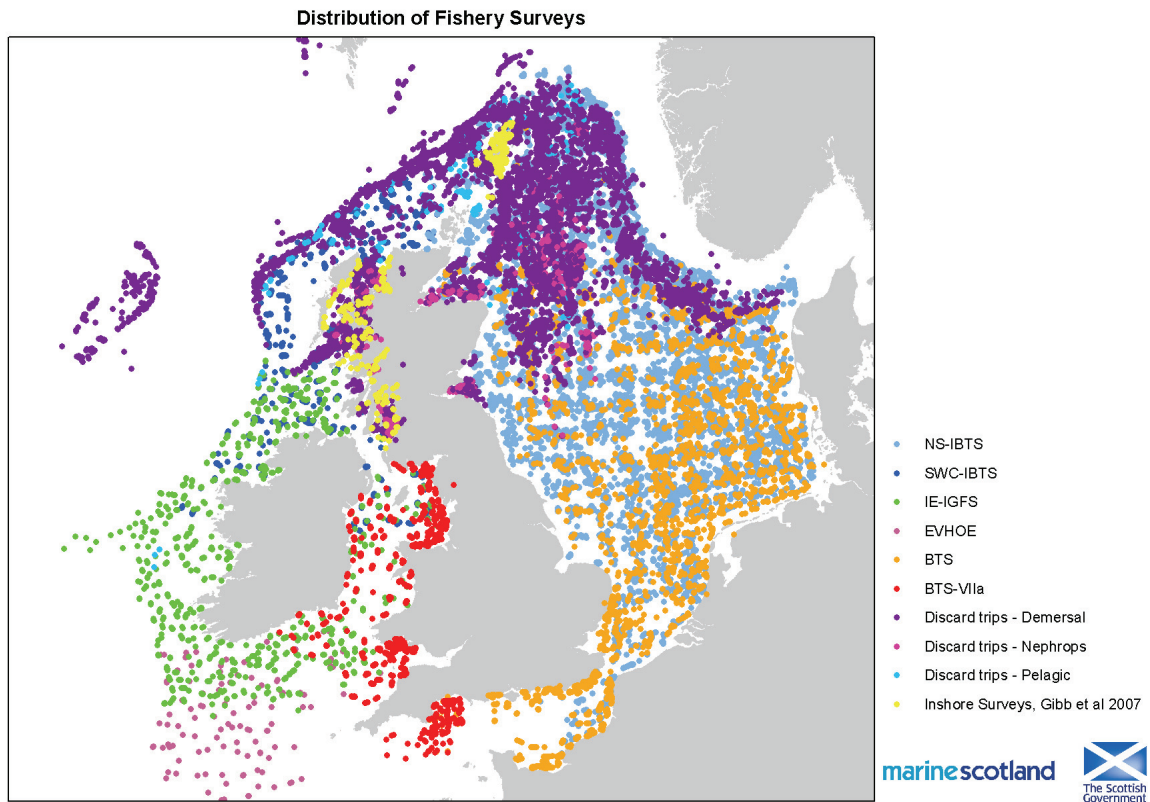 Distribution of Fishery Surveys
NS-IBTS
SWC-IBTS
IE-IGFS
EVHOE
BTS
BTS-VIIa
Discard trips - Demersal
Discard trips - Nephrops
Discard trips - Pelagic
Inshore Surveys, Gibb et al 2007
marinescotland
The Scottish
Government